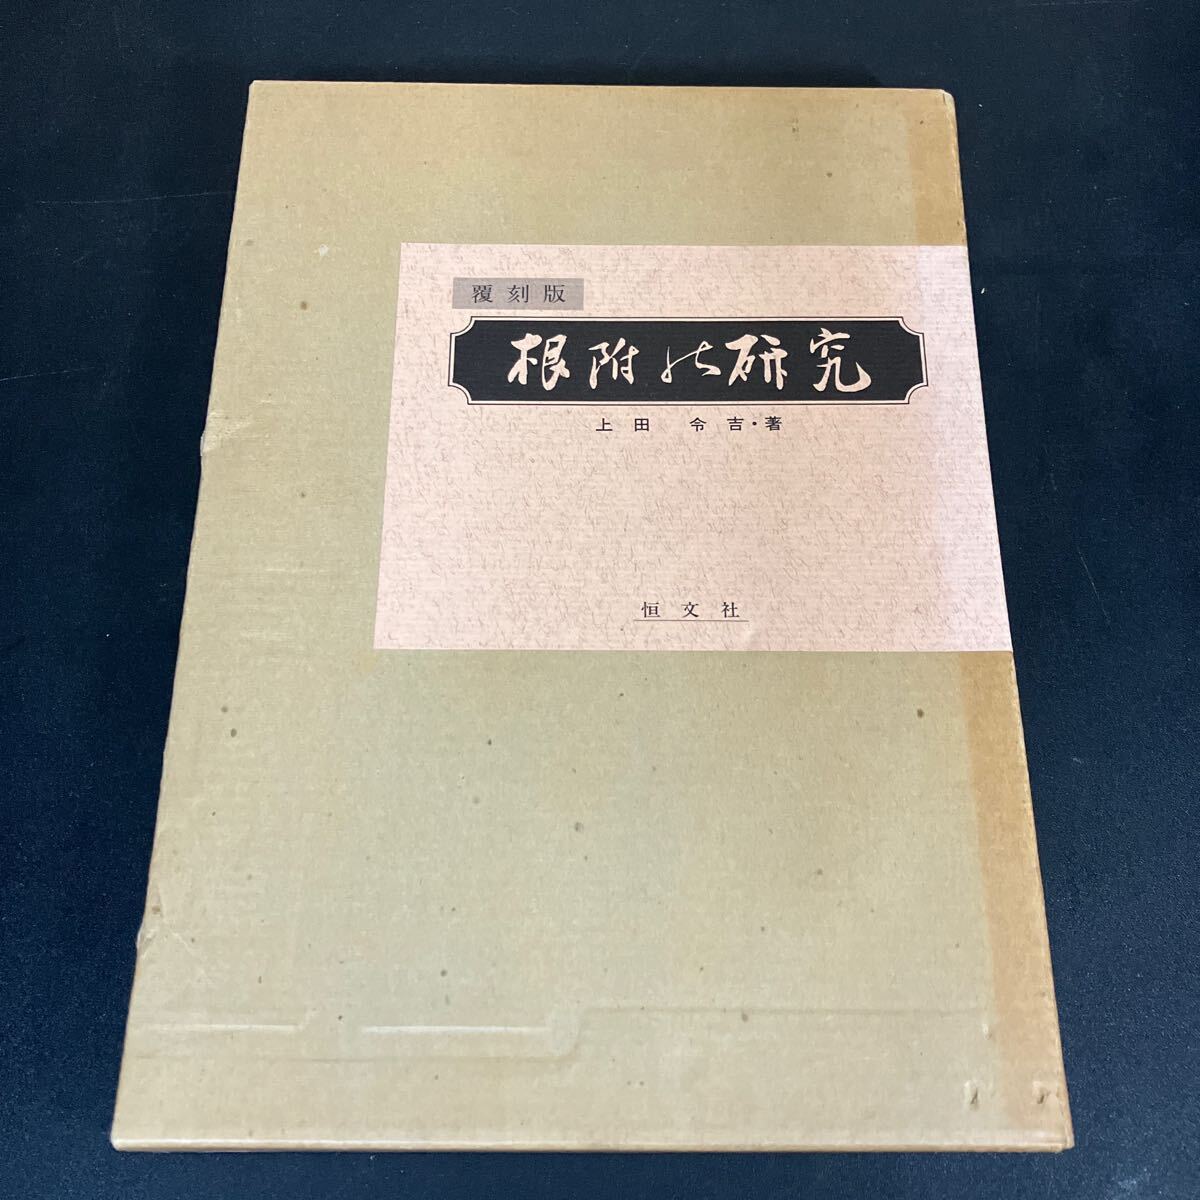 覆刻版
根附の研究
上田 令吉・著
恒文社